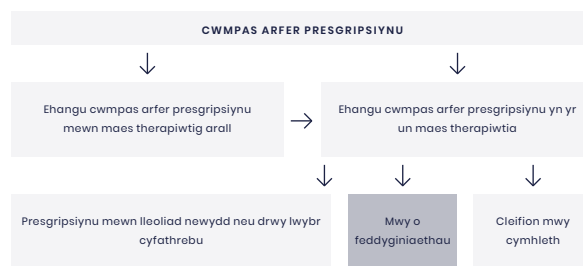 CWMPAS ARFER PRESGRIPSIYNU
Ehangu cwmpas arfer presgripsiynu
mewn maes therapiwtig arall
Ehangu cwmpas arfer presgripsiynu yn yr
un maes therapiwtia
Presgripsiynu mewn lleoliad newydd neu drwy lwybr
cyfathrebu
Mwy o
feddyginiaethau
Cleifion mwy
cymhleth